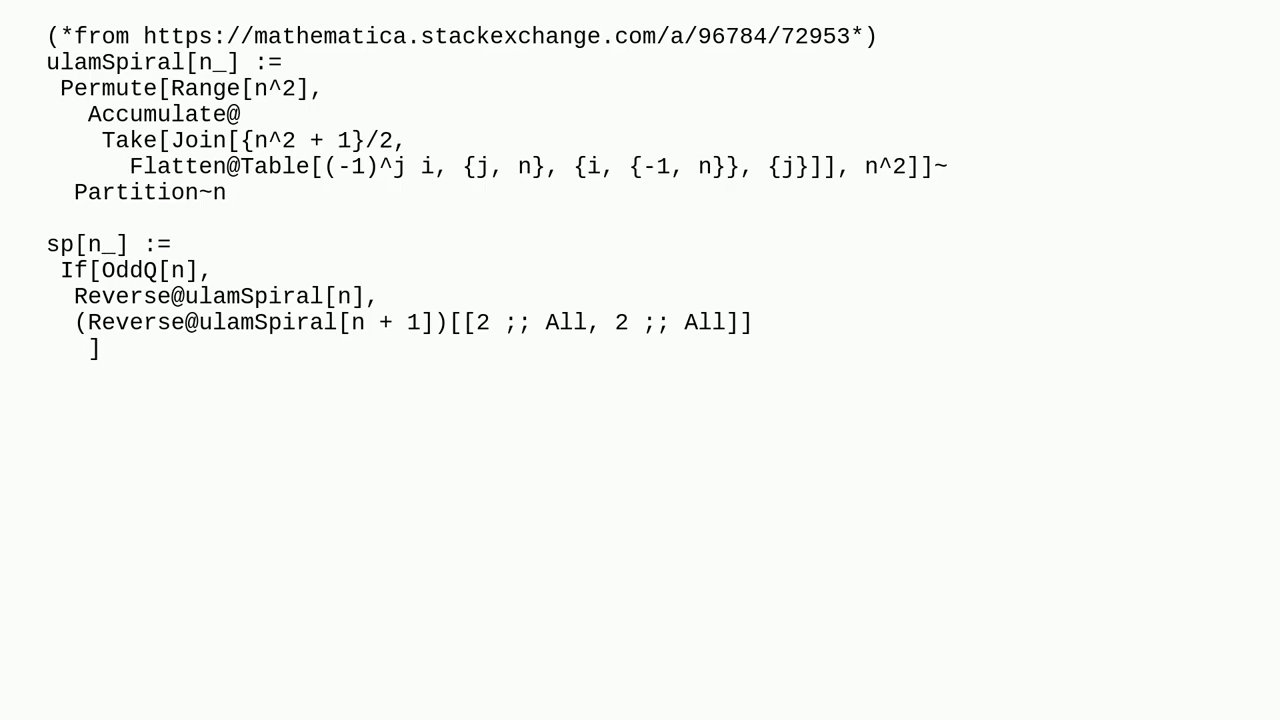 (*from https://mathematica.stackexchange.com/a/96784/72953*)
ulamSpiral[n_] :=
 Permute[Range[n^2],
   Accumulate@
    Take[Join[{n^2 + 1}/2,
      Flatten@Table[(-1)^j i, {j, n}, {i, {-1, n}}, {j}]], n^2]]~
  Partition~n

sp[n_] :=
 If[OddQ[n],
  Reverse@ulamSpiral[n],
  (Reverse@ulamSpiral[n + 1])[[2 ;; All, 2 ;; All]]
   ]